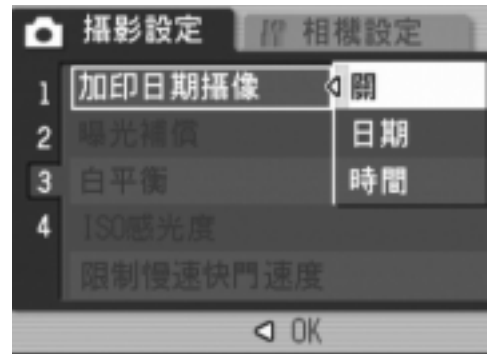 攝影設定 相機設定
1 加印日期攝像 開
2 曝光補償 日期
3 白平衡 時間
4 ISO感光度
限制慢速快門速度
OK